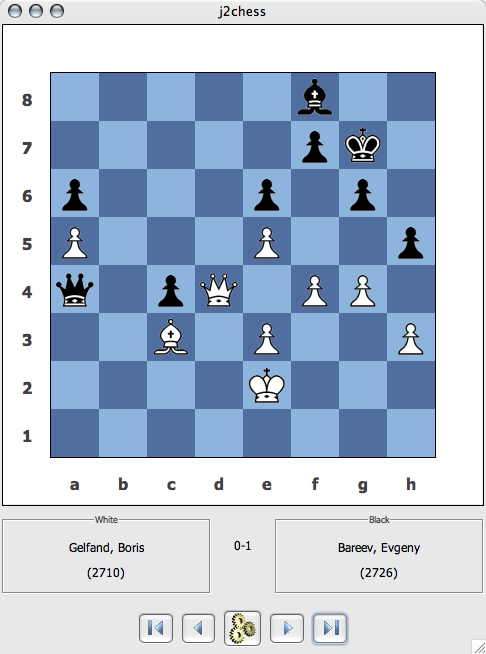 j2chess
8
7
6
5
4
3
2
1
a b c d e f g h
White
Gelfand, Boris
(2710)
0-1
Black
Bareev, Evgeny
(2726)